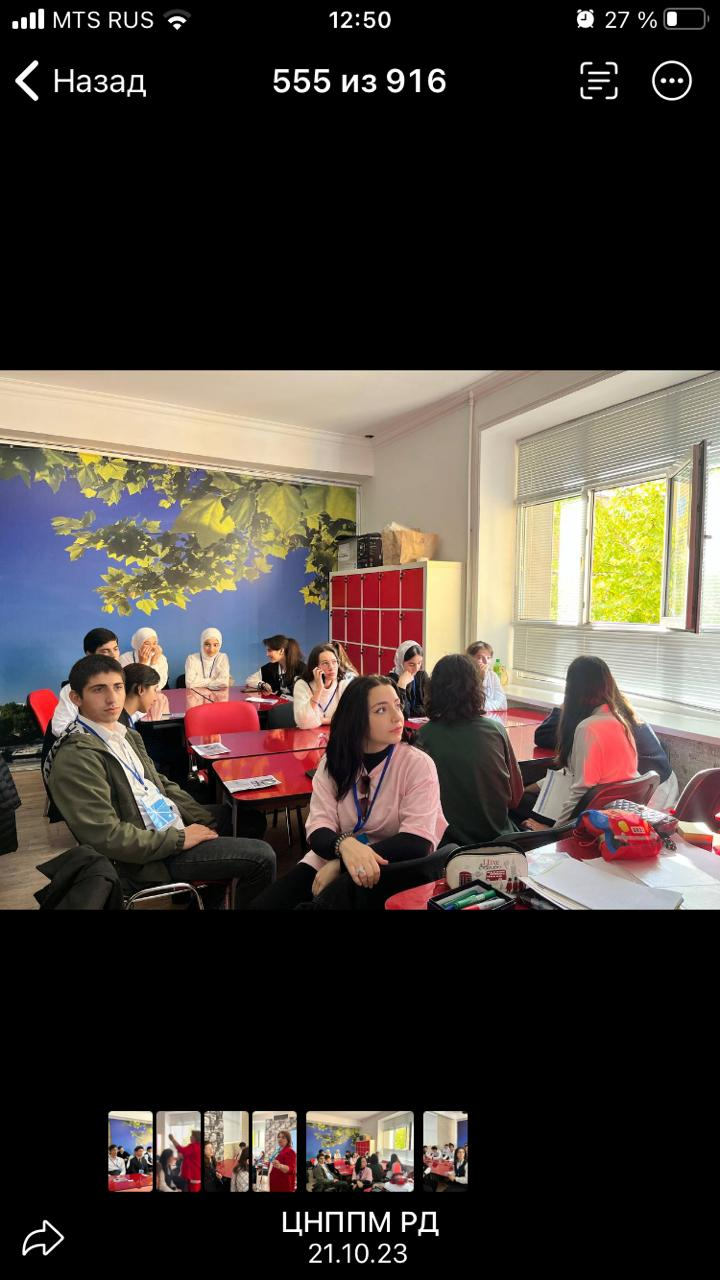 MTS RUS
12:50
27 %
Назад
555 из 916
ЦНППМ РД
21.10.23